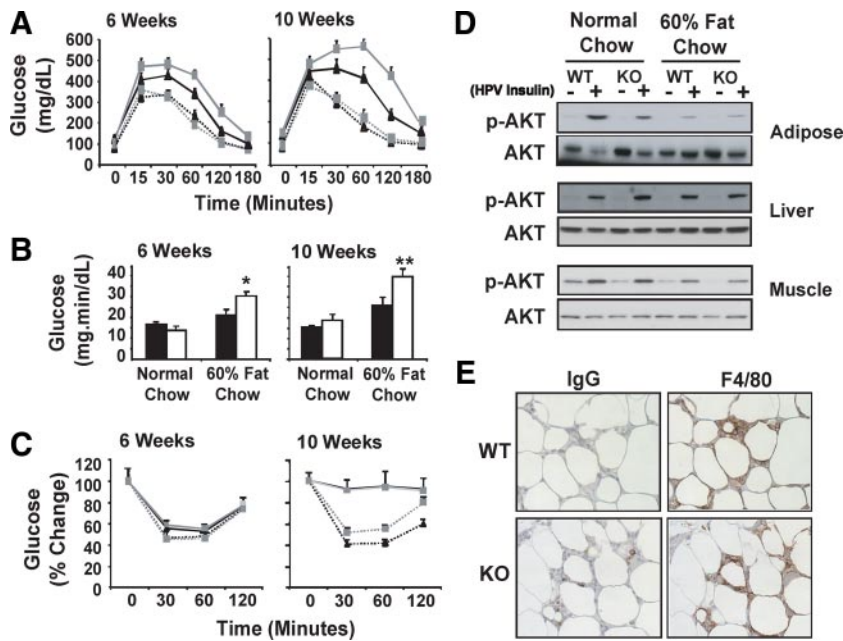 A
6 Weeks
10 Weeks
Glucose
(mg/dL)
600
500
400
300
200
100
0
0 15 30 60 120 180
0 15 30 60 120 180
Time (Minutes)
B
6 Weeks
10 Weeks
Glucose
(mg.min/dL)
40
30
20
10
0
*
**
Normal
Chow
60% Fat
Chow
Normal
Chow
60% Fat
Chow
C
6 Weeks
10 Weeks
Glucose
(% Change)
120
100
80
60
40
20
0
0 30 60 120
0 30 60 120
Time (Minutes)
D
Normal
Chow
60% Fat
Chow
WT KO WT KO
(HPV Insulin) - + - + - + - +
p-AKT
AKT
Adipose
p-AKT
AKT
Liver
p-AKT
AKT
Muscle
E
IgG
F4/80
WT
KO